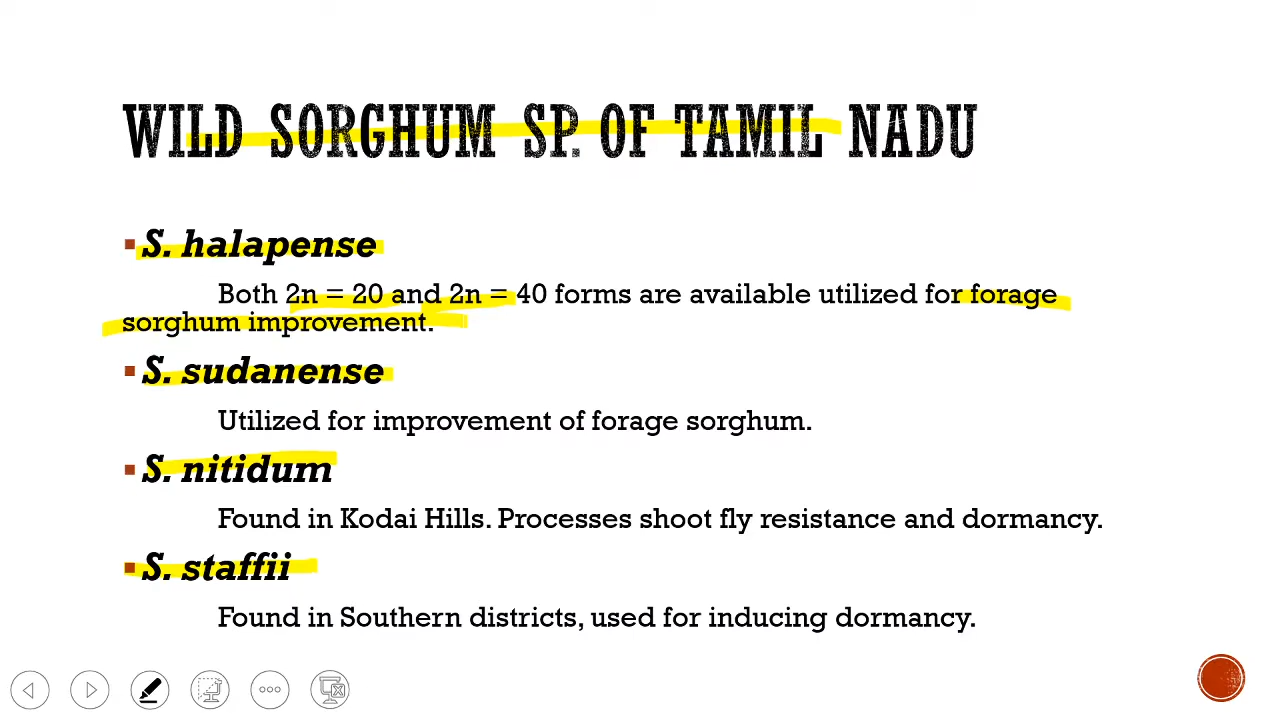 WILD SORGHUM SP. OF TAMIL NADU
▪ S. halapense
Both 2n = 20 and 2n = 40 forms are available utilized for forage
sorghum improvement.
▪ S. sudanense
Utilized for improvement of forage sorghum.
▪ S. nitidum
Found in Kodai Hills. Processes shoot fly resistance and dormancy.
▪ S. staffii
Found in Southern districts, used for inducing dormancy.